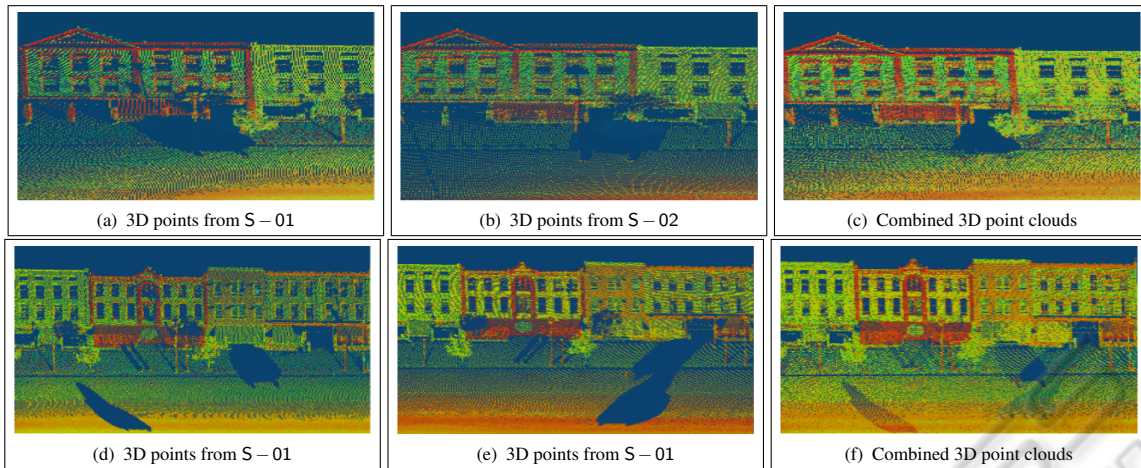 (a) 3D points from S − 01
(b) 3D points from S − 02
(c) Combined 3D point clouds
(d) 3D points from S − 01
(e) 3D points from S − 01
(f) Combined 3D point clouds